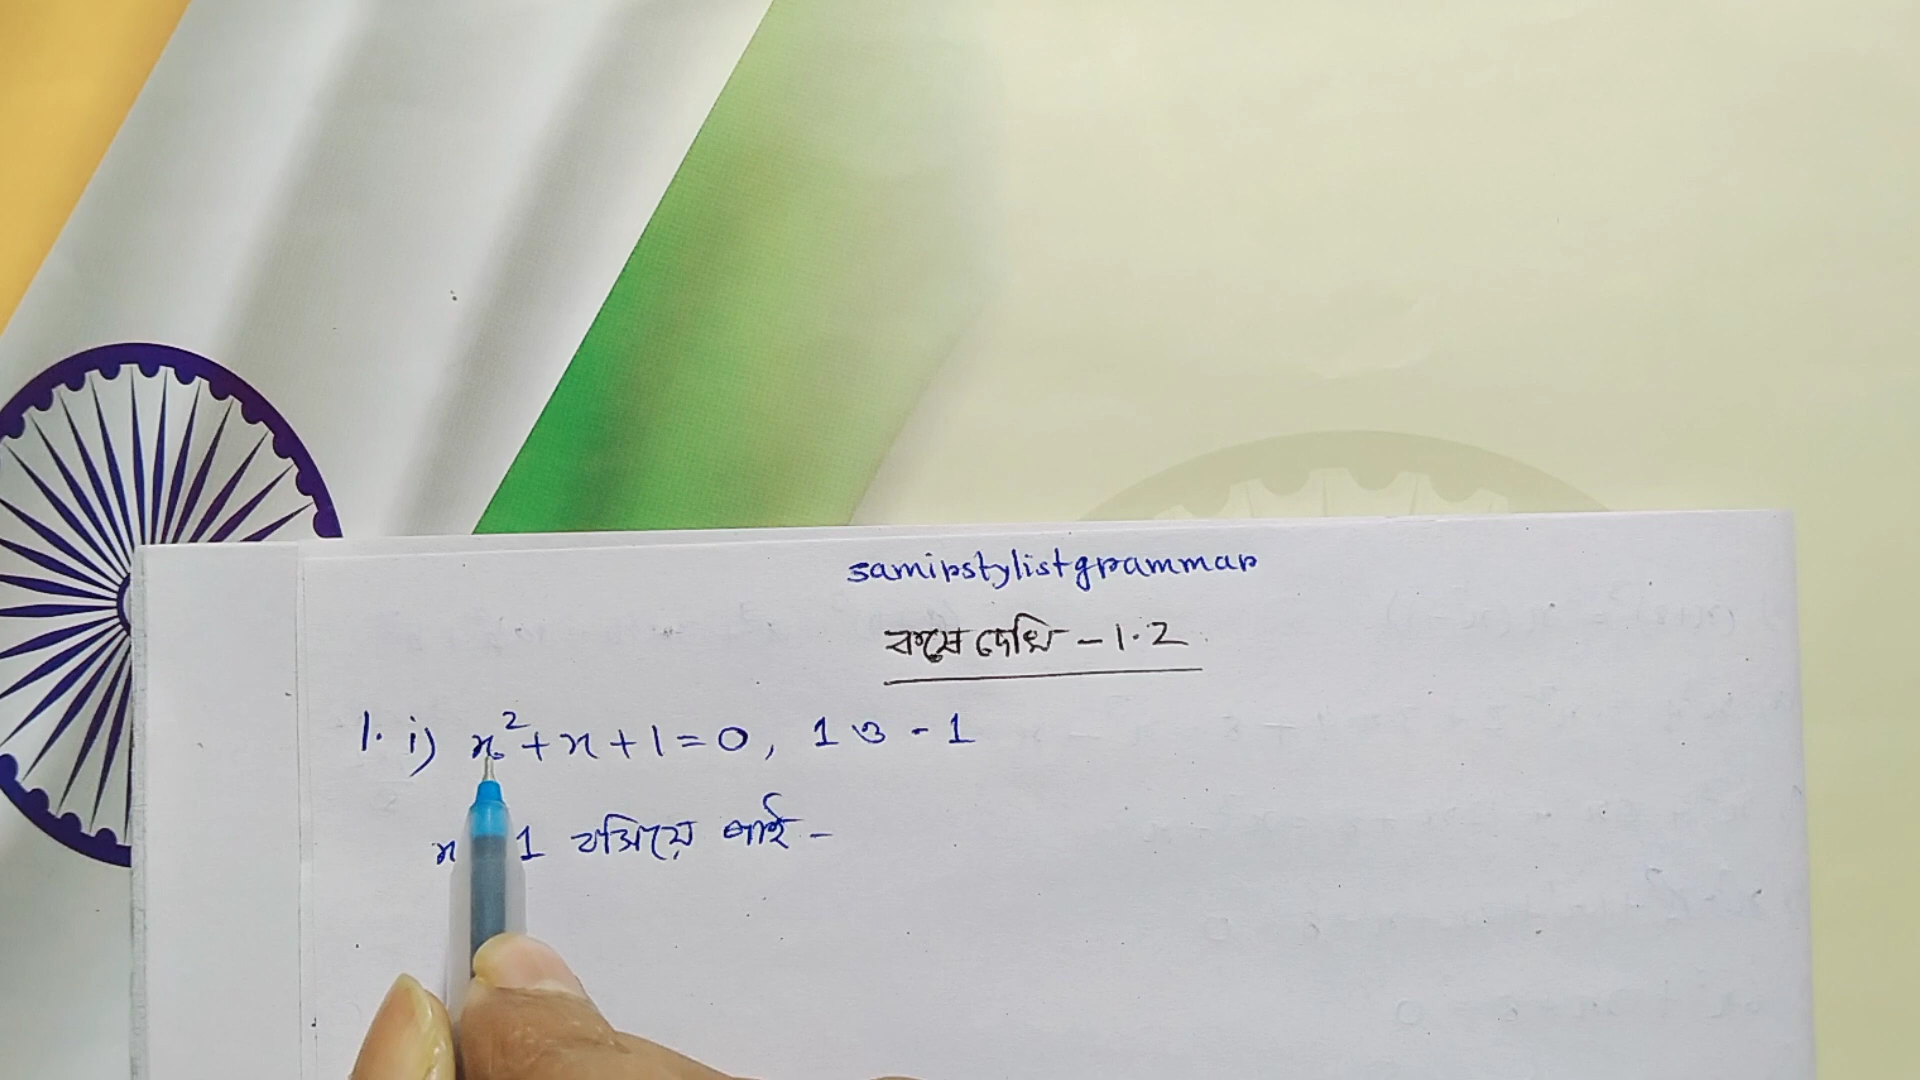 samirstylistgrammar
কষে দেখি - 1.2
1. i) x²+x+1=0, 1 ও -1
x 1 বসিয়ে পাই -